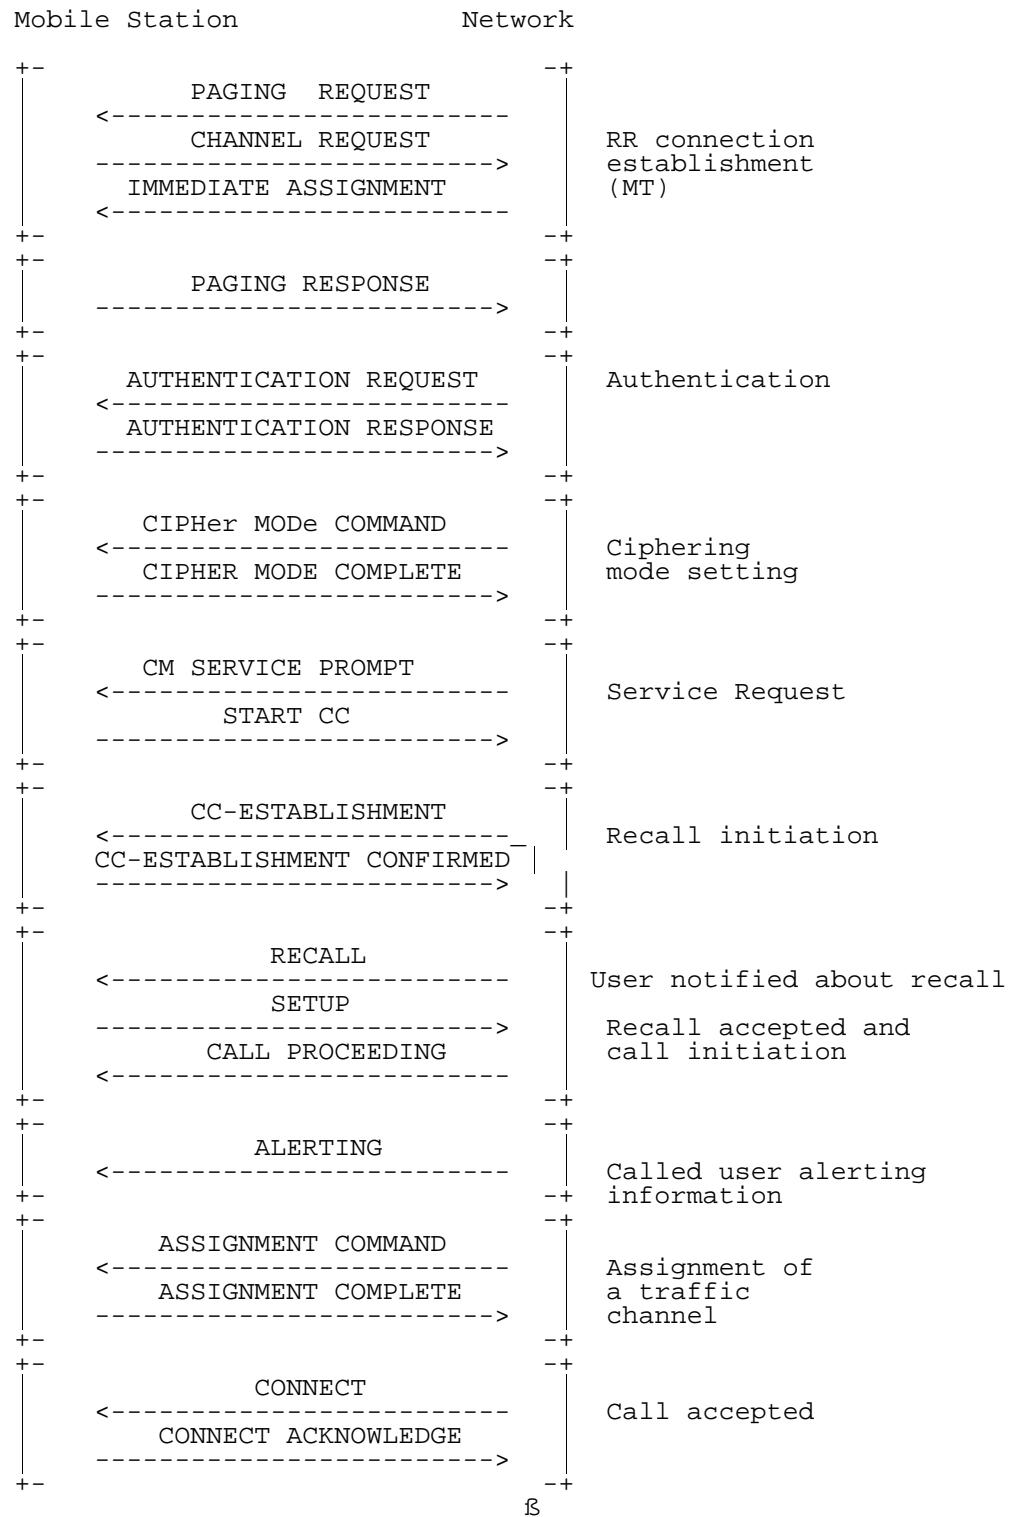 Mobile Station Network
+- -+
PAGING REQUEST
<-------------------------
CHANNEL REQUEST RR connection
-------------------------> establishment
IMMEDIATE ASSIGNMENT (MT)
<-------------------------
+- -+
+- -+
PAGING RESPONSE
------------------------->
+- -+
+- -+
AUTHENTICATION REQUEST Authentication
<-------------------------
AUTHENTICATION RESPONSE
------------------------->
+- -+
+- -+
CIPHer MODe COMMAND
<------------------------- Ciphering
CIPHER MODE COMPLETE mode setting
------------------------->
+- -+
+- -+
CM SERVICE PROMPT
<------------------------- Service Request
START CC
------------------------->
+- -+
+- -+
CC-ESTABLISHMENT
<------------------------- Recall initiation
CC-ESTABLISHMENT CONFIRMED
------------------------->
+- -+
+- -+
RECALL
<------------------------- User notified about recall
SETUP
-------------------------> Recall accepted and
CALL PROCEEDING call initiation
<-------------------------
+- -+
+- -+
ALERTING
<------------------------- Called user alerting
+- -+ information
+- -+
ASSIGNMENT COMMAND
<------------------------- Assignment of
ASSIGNMENT COMPLETE a traffic
-------------------------> channel
+- -+
+- -+
CONNECT
<------------------------- Call accepted
CONNECT ACKNOWLEDGE
------------------------->
+- -+
ß